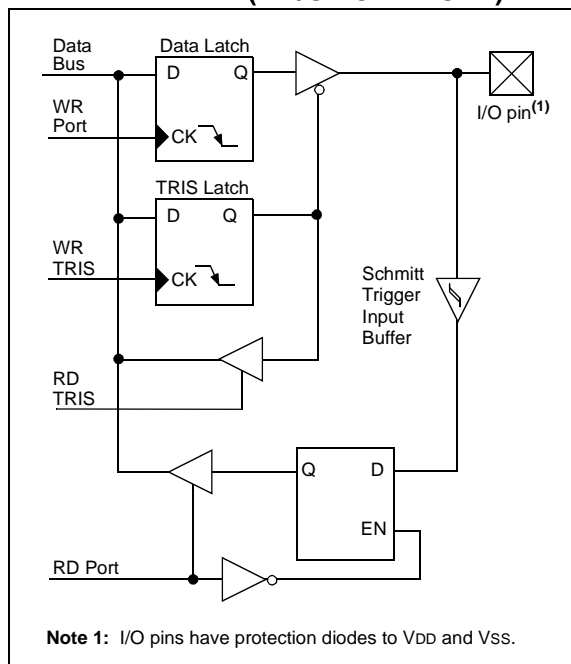 Data
Bus
Data Latch
D Q
WR
Port
CK
I/O pin(1)
TRIS Latch
D Q
WR
TRIS
CK
Schmitt
Trigger
Input
Buffer
RD
TRIS
Q D
EN
RD Port
Note 1: I/O pins have protection diodes to VDD and VSS.